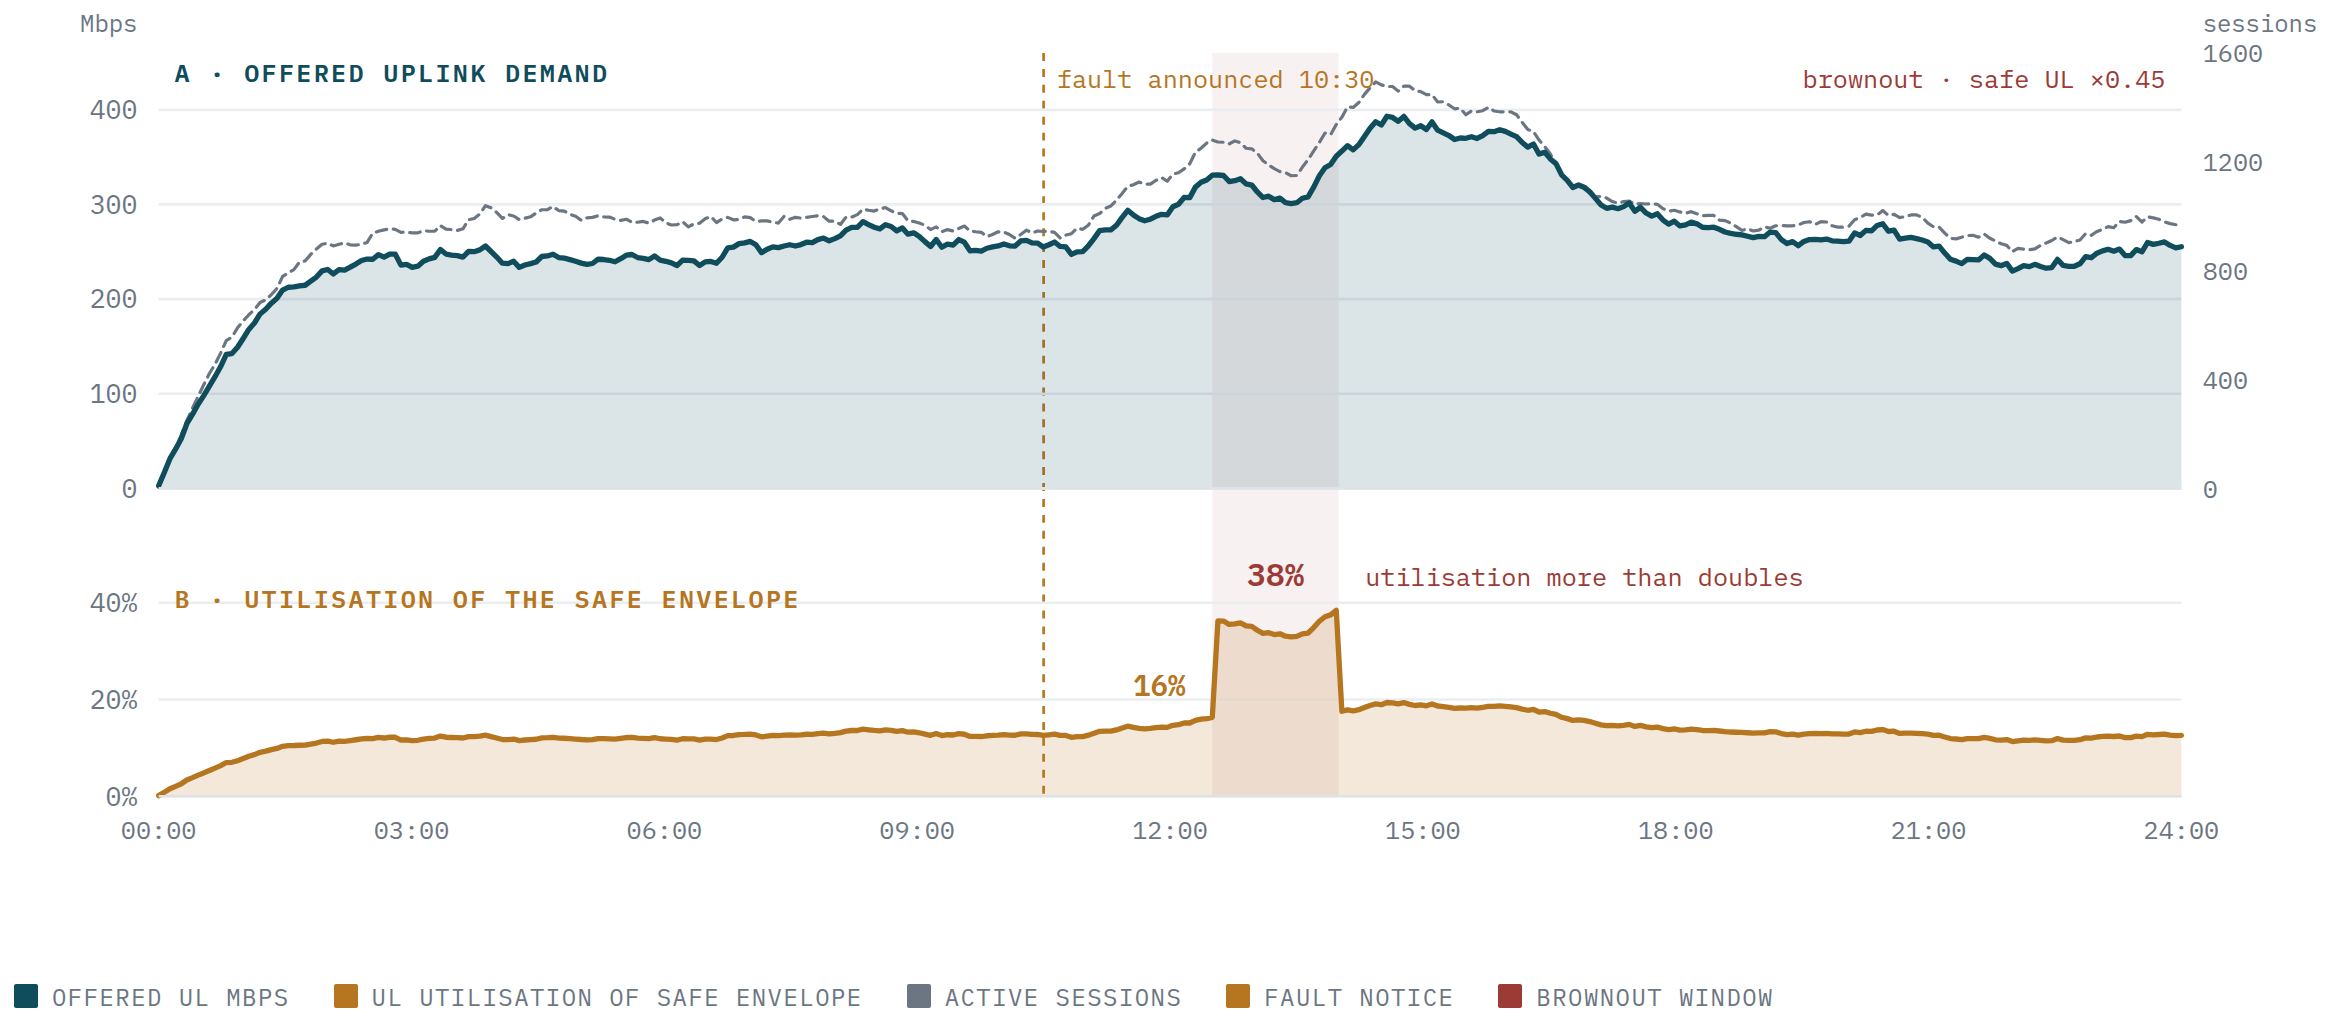 Mbps
sessions
1600
A · OFFERED UPLINK DEMAND
fault announced 10:30
brownout · safe UL ×0.45
400
300
200
100
0
1200
800
400
0
38%
utilisation more than doubles
40%
B · UTILISATION OF THE SAFE ENVELOPE
16%
20%
0%
00:00
03:00
06:00
09:00
12:00
15:00
18:00
21:00
24:00
OFFERED UL MBPS
UL UTILISATION OF SAFE ENVELOPE
ACTIVE SESSIONS
FAULT NOTICE
BROWNOUT WINDOW